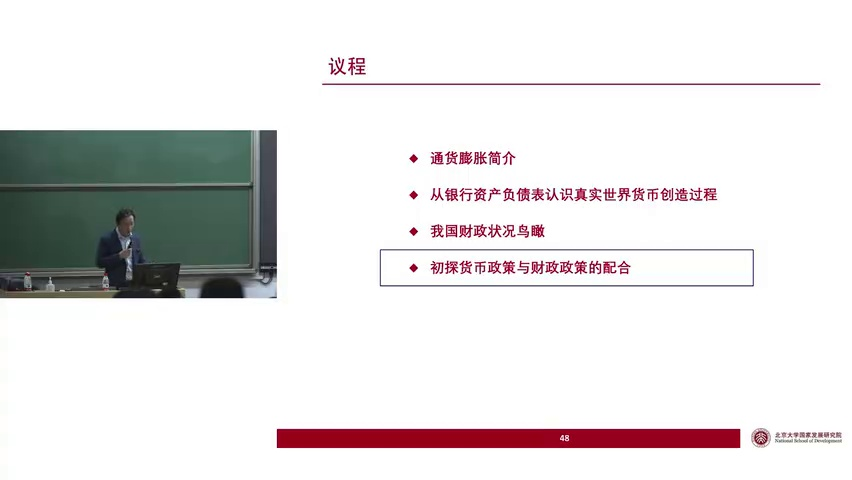 议程
◆ 通货膨胀简介
◆ 从银行资产负债表认识真实世界货币创造过程
◆ 我国财政状况鸟瞰
◆ 初探货币政策与财政政策的配合
48
北京大学国家发展研究院
National School of Development